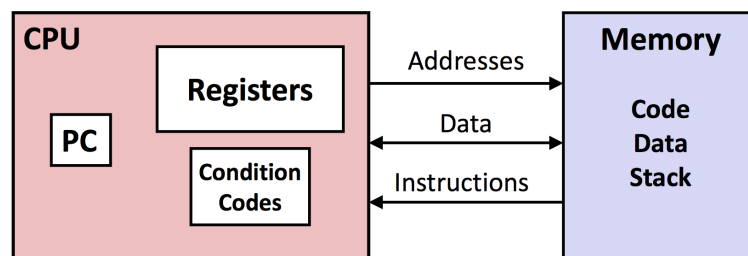 CPU
Registers
PC
Condition
Codes
Addresses
Data
Instructions
Memory
Code
Data
Stack